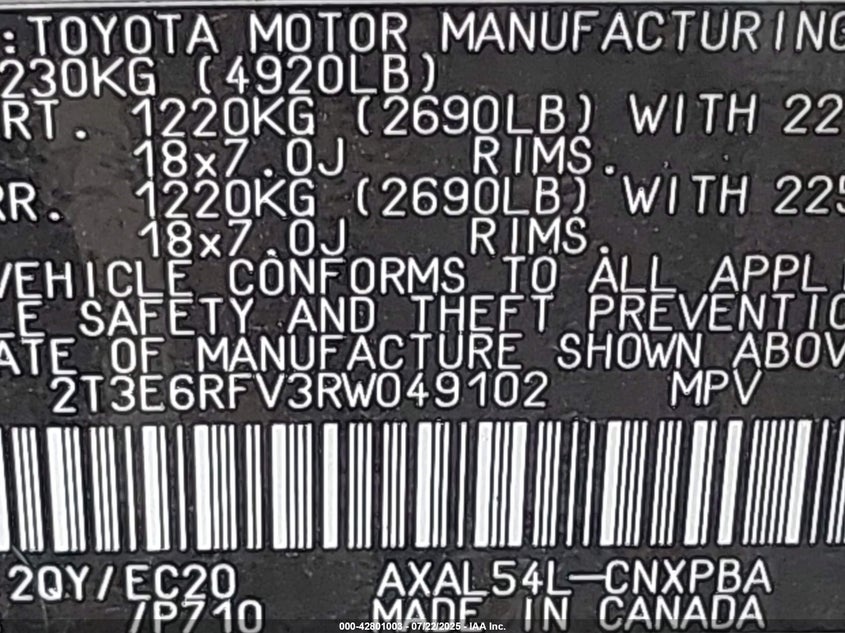 :TOYOTA MOTOR MANUFACTURING
230KG (4920LB)
RT. 1220KG (2690LB) WITH 22
18x7.0J RIMS.
RR. 1220KG (2690LB) WITH 225
18x7.0J RIMS.
VEHICLE CONFORMS TO ALL APPLI
LE SAFETY AND THEFT PREVENTIO
ATE OF MANUFACTURE SHOWN ABOV
2T3E6RFV3RW049102 MPV
2QY/EC20 AXAL54L-CNXPBA
/P710 MADE IN CANADA
000-42801003 - 07/22/2025 - IAA Inc.